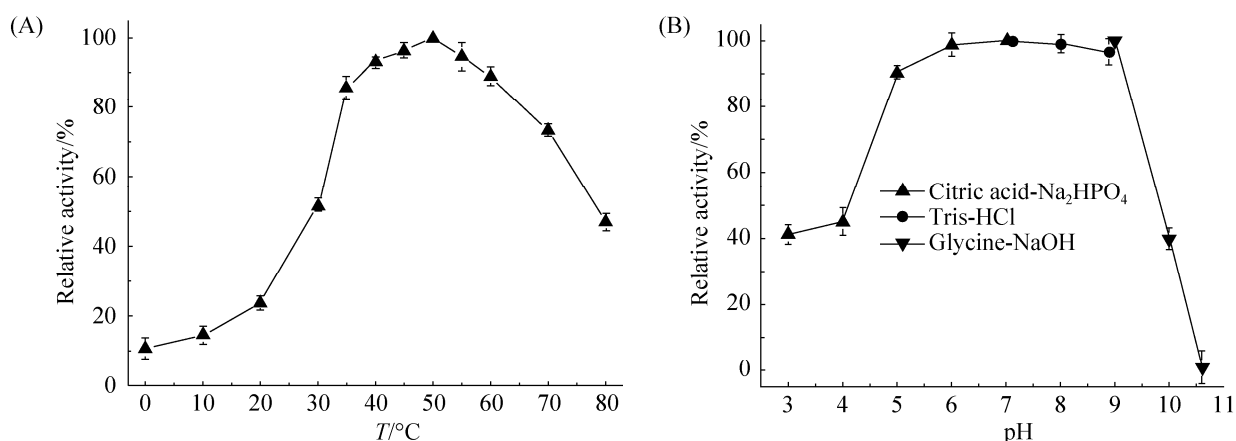 (A)
100
80
60
40
20
0
Relative activity/%
0 10 20 30 40 50 60 70 80
T/°C
(B)
100
80
60
40
20
0
Relative activity/%
Citric acid-Na₂HPO₄
Tris-HCl
Glycine-NaOH
3 4 5 6 7 8 9 10 11
pH